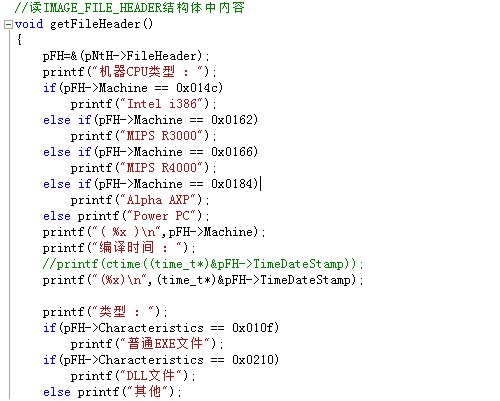 //读IMAGE_FILE_HEADER结构体中内容
void getFileHeader()
{
    pFH=&(pNtH->FileHeader);
    printf("机器CPU类型 : ");
    if(pFH->Machine == 0x014c)
        printf("Intel i386");
    else if(pFH->Machine == 0x0162)
        printf("MIPS R3000");
    else if(pFH->Machine == 0x0166)
        printf("MIPS R4000");
    else if(pFH->Machine == 0x0184)
        printf("Alpha AXP");
    else printf("Power PC");
    printf("( %x )\n",pFH->Machine);
    printf("编译时间 : ");
    //printf(ctime((time_t*)&pFH->TimeDateStamp));
    printf("(%x)\n",(time_t*)&pFH->TimeDateStamp);
    printf("类型 : ");
    if(pFH->Characteristics == 0x010f)
        printf("普通EXE文件");
    if(pFH->Characteristics == 0x0210)
        printf("DLL文件");
    else printf("其他");